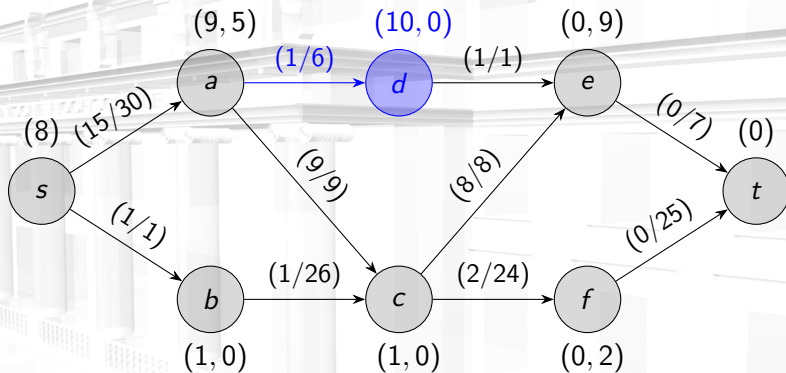 (9, 5)
(10, 0)
(0, 9)
(1/6)
(1/1)
a
d
e
(8)
(15/30)
(0/7)
(0)
(9/9)
(8/8)
s
t
(1/1)
(0/25)
(1/26)
(2/24)
b
c
f
(1, 0)
(1, 0)
(0, 2)